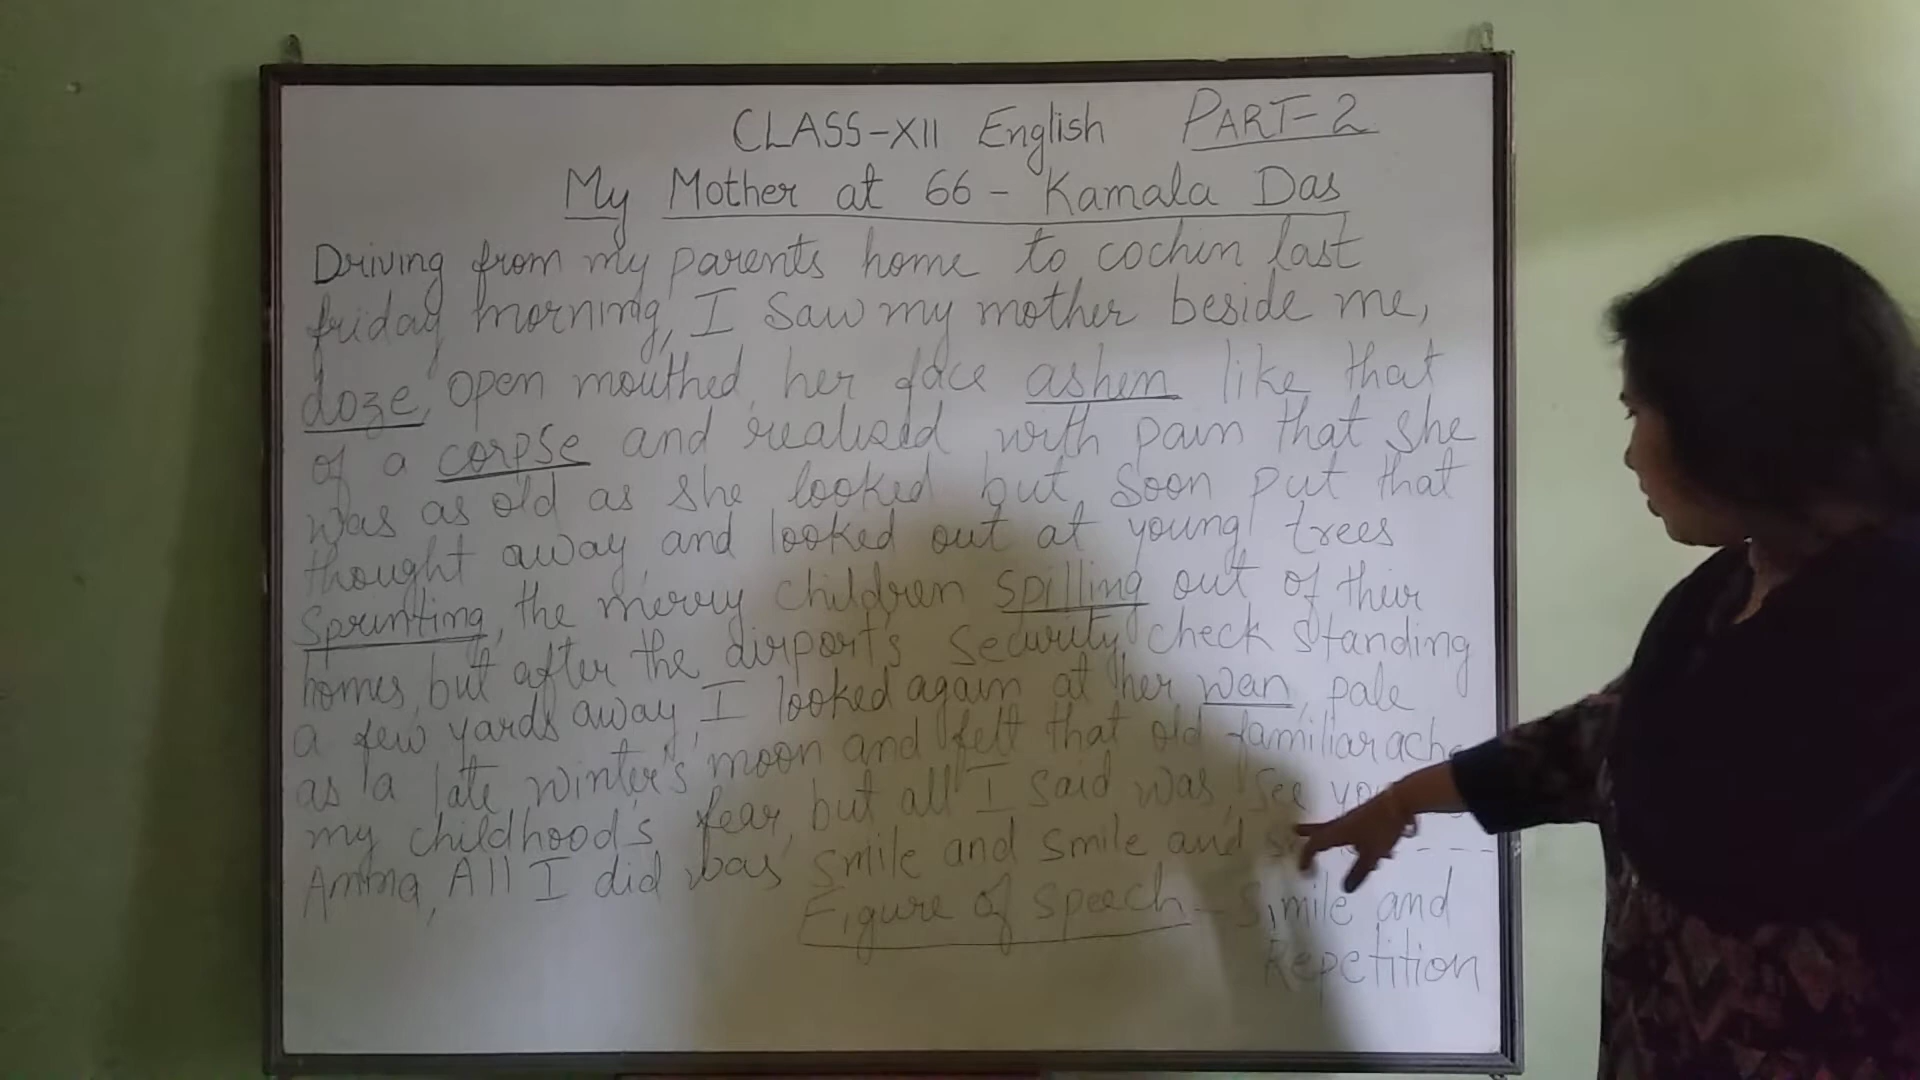 CLASS-XII English PART-2
My Mother at 66 - Kamala Das
Driving from my parents home to cochin last
friday morning, I saw my mother beside me,
doze, open mouthed, her face ashen like that
of a corpse and realised with pain that she
was as old as she looked but soon put that
thought away, and looked out at young trees
Sprinting, the merry children spilling out of their
homes, but after the airport's security check standing
a few yards away, I looked again at her wan, pale
as a late winter's moon and felt that old familiar ache
my childhood's fear, but all I said was, see
Amma, All I did was smile and smile and
Figure of speech - Simile and
Repetition